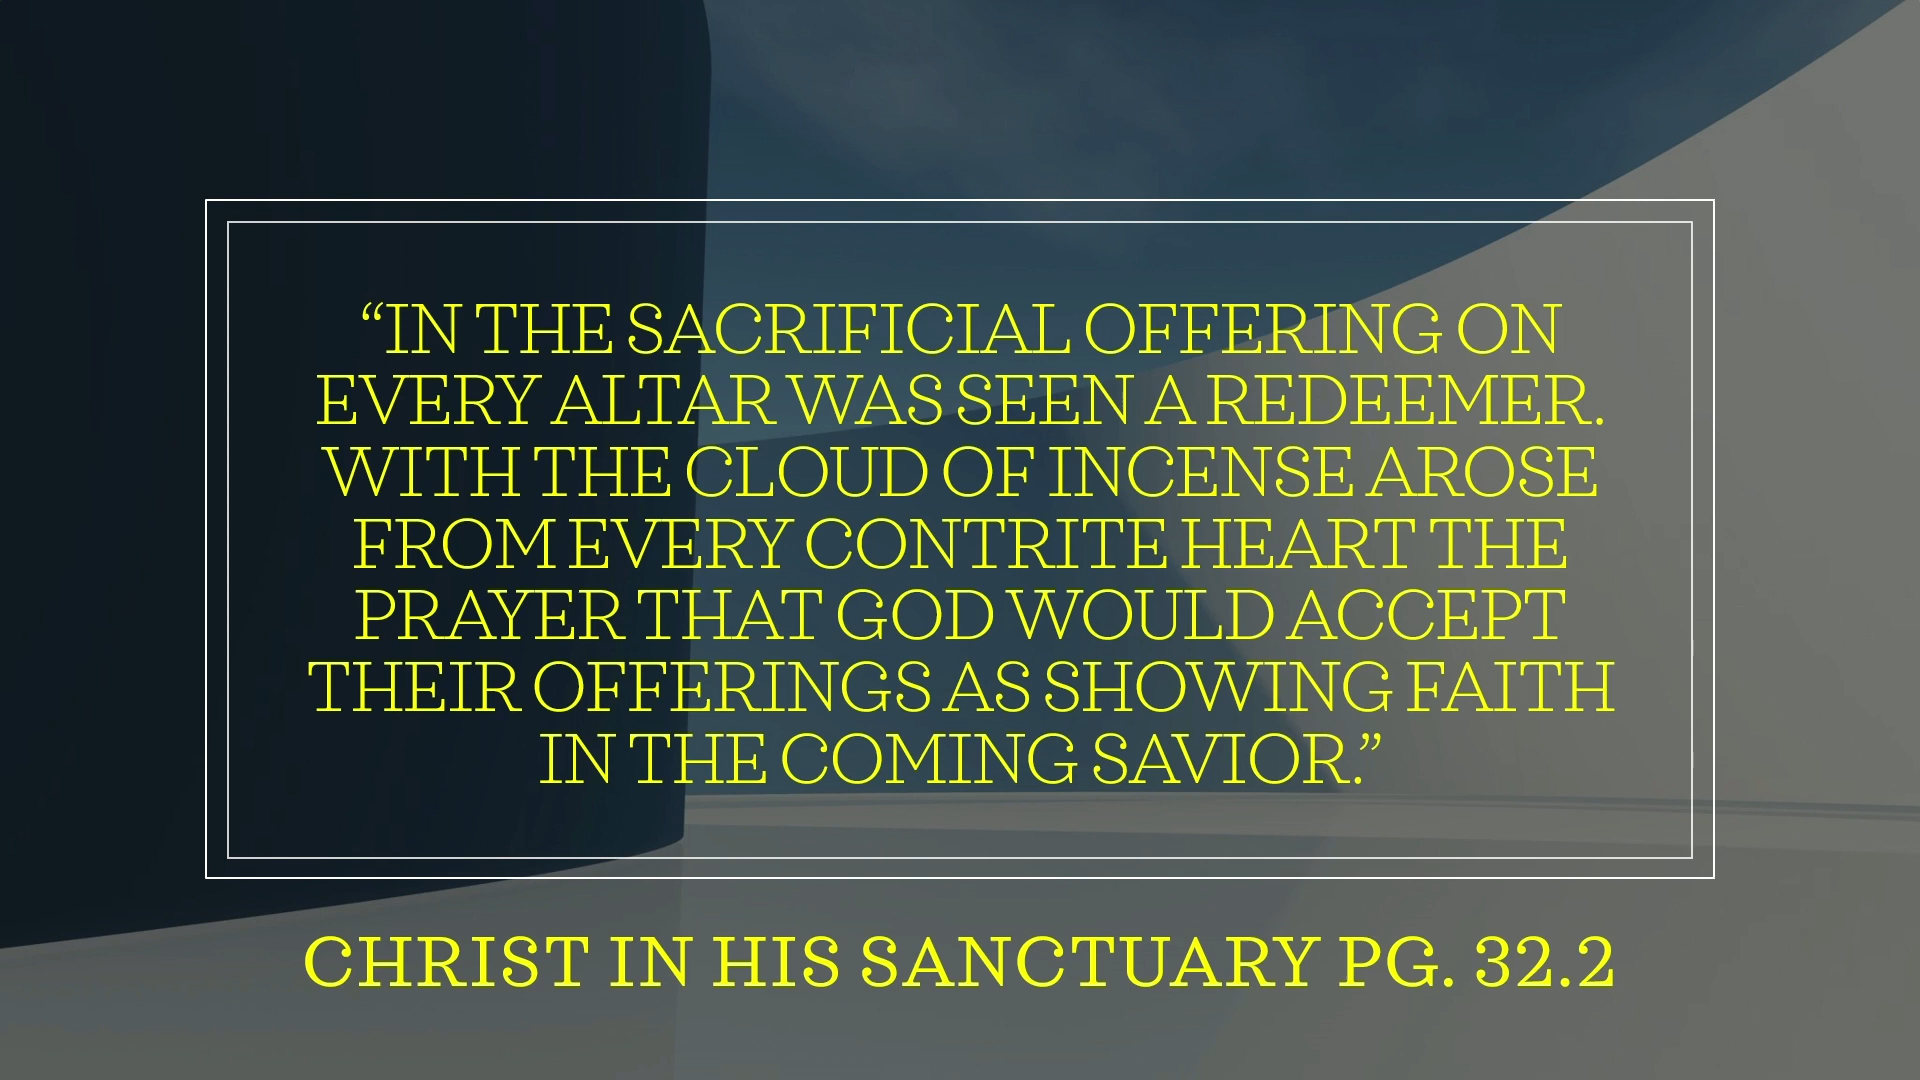 “IN THE SACRIFICIAL OFFERING ON
EVERY ALTAR WAS SEEN A REDEEMER.
WITH THE CLOUD OF INCENSE AROSE
FROM EVERY CONTRITE HEART THE
PRAYER THAT GOD WOULD ACCEPT
THEIR OFFERINGS AS SHOWING FAITH
IN THE COMING SAVIOR.”
CHRIST IN HIS SANCTUARY PG. 32.2